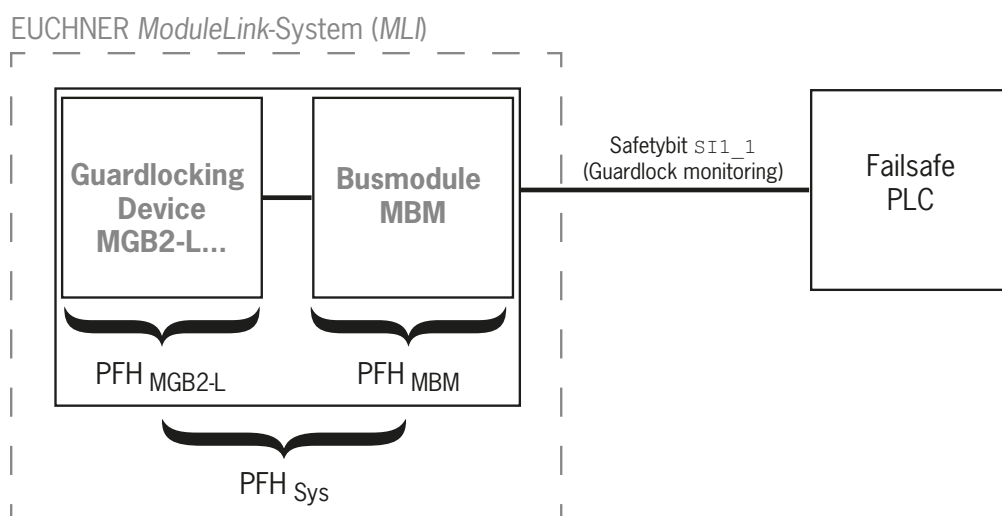 EUCHNER ModuleLink-System (MLI)
Guardlocking
Device
MGB2-L...
Busmodule
MBM
Safetybit SI1_1
(Guardlock monitoring)
Failsafe
PLC
PFH MGB2-L
PFH MBM
PFH Sys